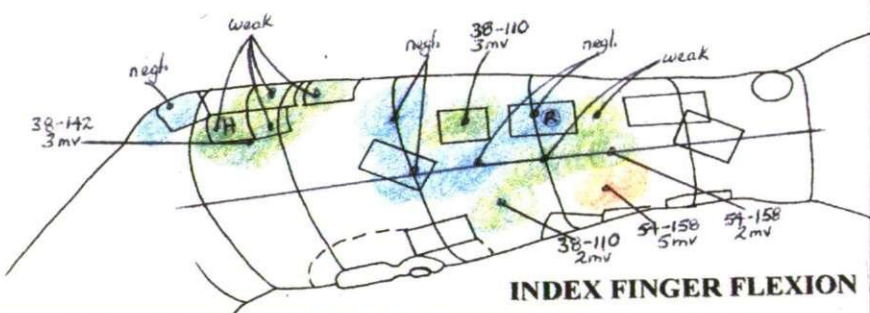 weak
38-110
3mv
negl.
negl.
negl.
weak
38-142
3mv
A
R
38-110
2mv
54-158
5mv
54-158
2mv
INDEX FINGER FLEXION